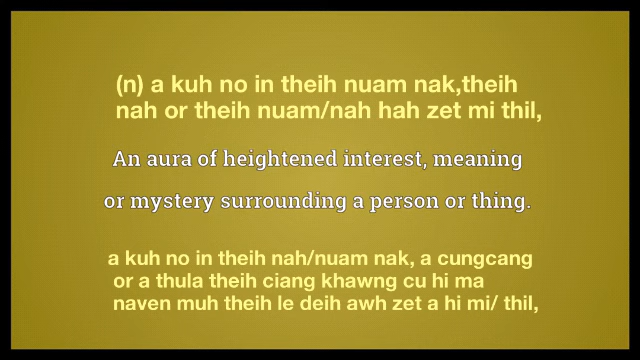 (n) a kuh no in theih nuam nak,theih
nah or theih nuam/nah hah zet mi thil,
An aura of heightened interest, meaning
or mystery surrounding a person or thing.
a kuh no in theih nah/nuam nak, a cungcang
or a thula theih ciang khawng cu hi ma
naven muh theih le deih awh zet a hi mi/ thil,